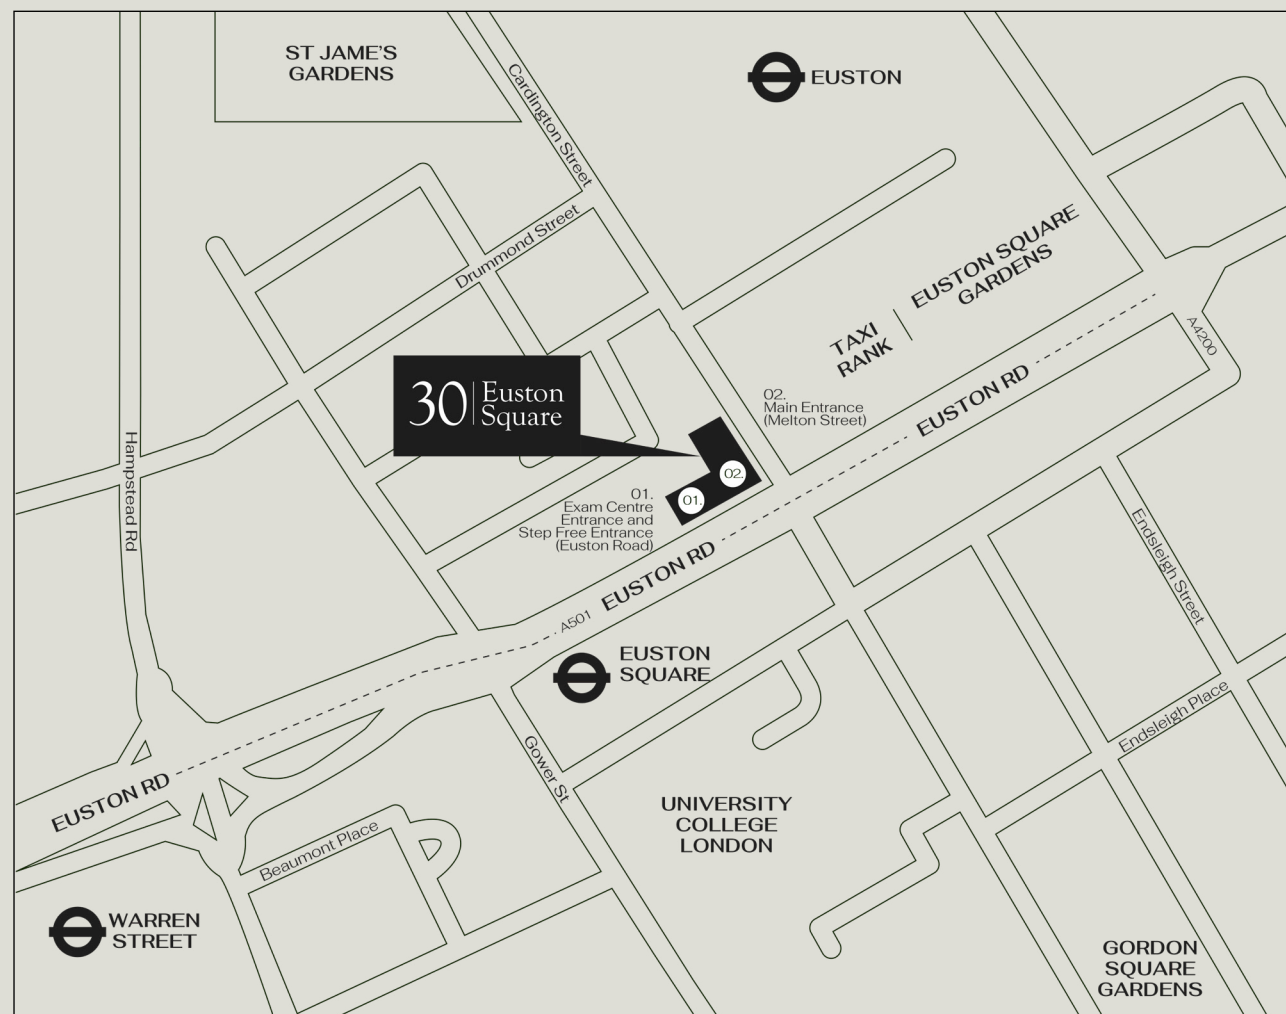 ST JAME'S
GARDENS
Cardington Street
EUSTON
Drummond Street
EUSTON SQUARE
GARDENS
TAXI
RANK
A4200
30
Euston
Square
02.
Main Entrance
(Melton Street)
EUSTON RD
Hampstead Rd
02.
01.
01.
Exam Centre
Entrance and
Step Free Entrance
(Euston Road)
EUSTON RD
A501
Endsleigh Street
EUSTON
SQUARE
Endsleigh Place
Gower St
EUSTON RD
UNIVERSITY
COLLEGE
LONDON
Beaumont Place
WARREN
STREET
GORDON
SQUARE
GARDENS